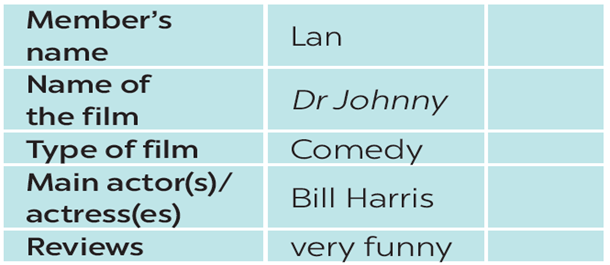 Member's
name
Lan
Name of
the film
Dr Johnny
Type of film
Comedy
Main actor(s)/
actress(es)
Bill Harris
Reviews
very funny